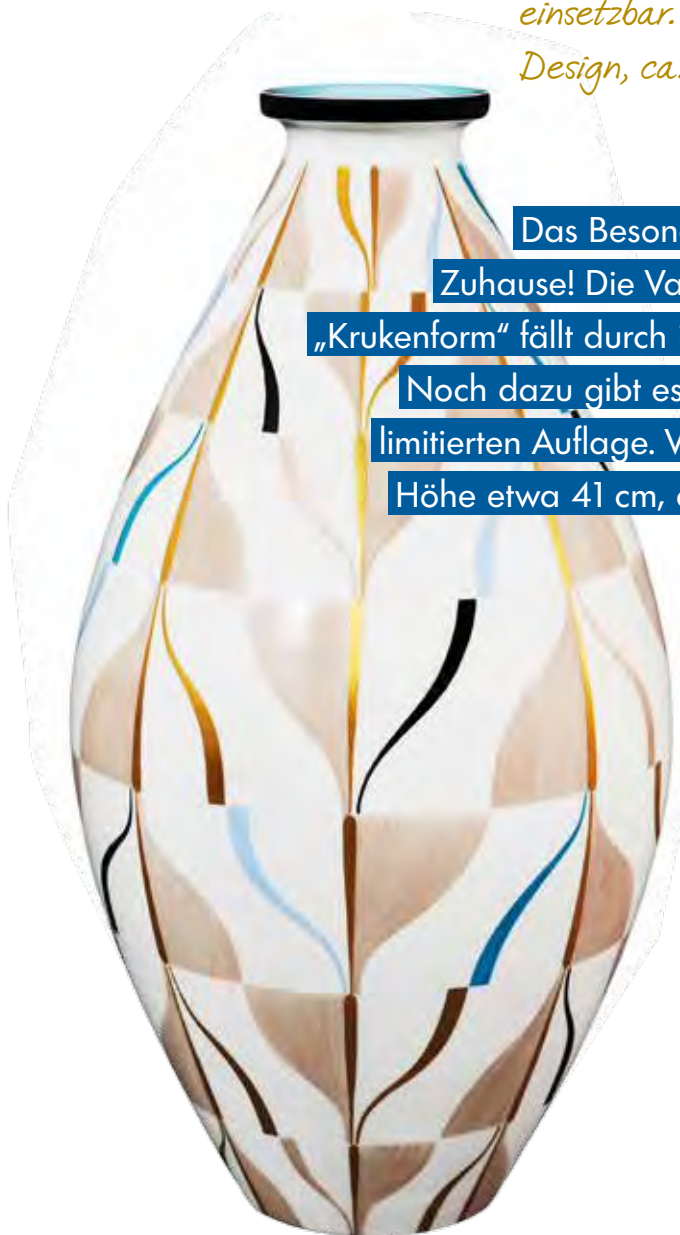 einsetzbar.
Design, ca.
Das Beson
Zuhause! Die Va
„Krukenform“ fällt durch
Noch dazu gibt es
limitierten Auflage. V
Höhe etwa 41 cm,